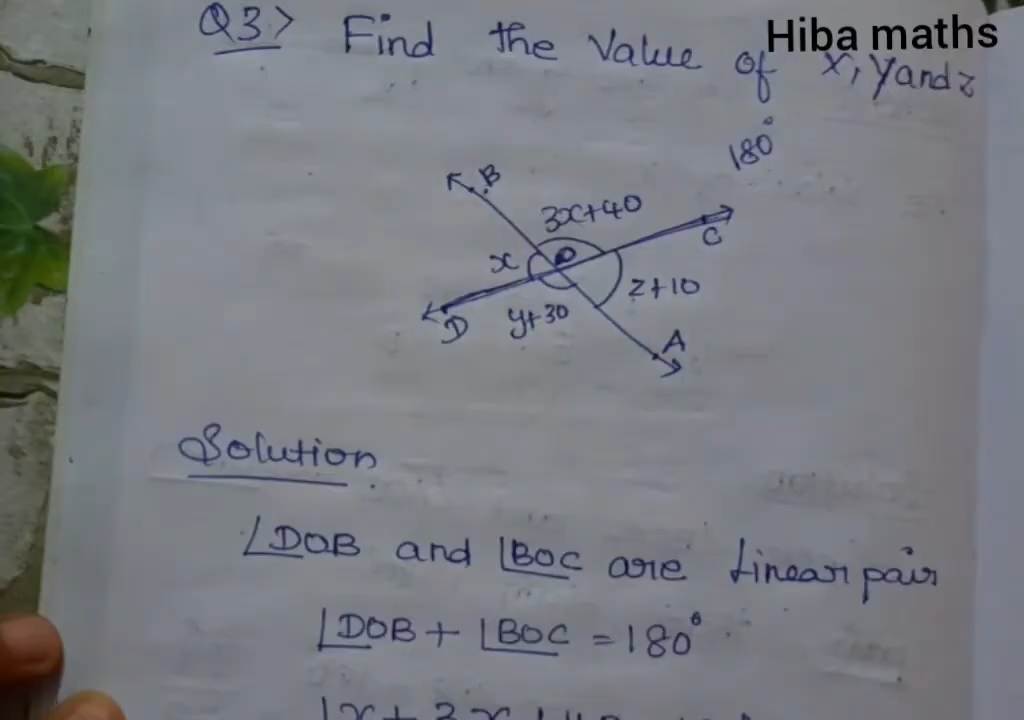 Hiba maths
Q3> Find the Value of x, y and z
180°
B
3x+40
C
x
O
z+10
D
y+30
A
Solution
∠DOB and ∠BOC are Linear pair
∠DOB + ∠BOC = 180°